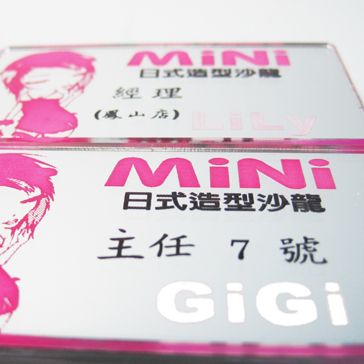 MiNi
日式造型沙龍
經理
(鳳山店)
LiLy
MiNi
日式造型沙龍
主任 7 號
GiGi